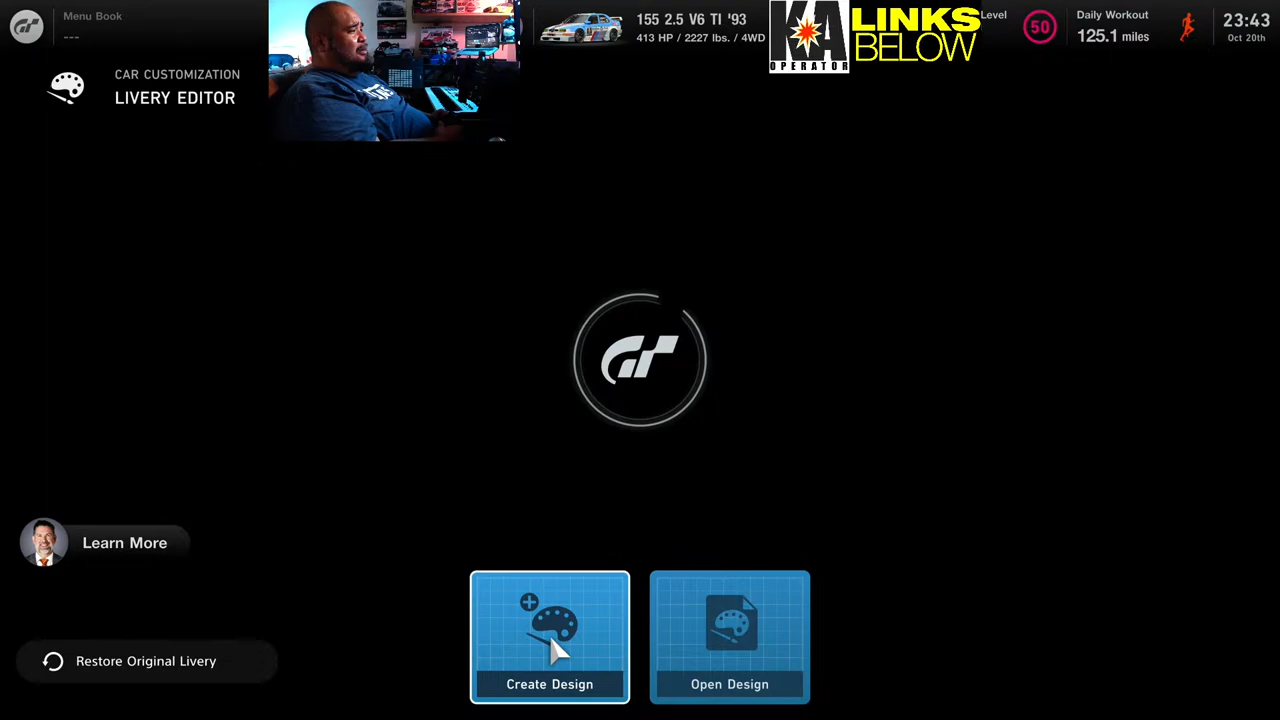 Menu Book
---
CAR CUSTOMIZATION
LIVERY EDITOR
155 2.5 V6 TI '93
413 HP / 2227 lbs. / 4WD
KA
OPERATOR
LINKS
BELOW
Level
50
Daily Workout
125.1 miles
23:43
Oct 20th
GT
Learn More
Restore Original Livery
Create Design
Open Design